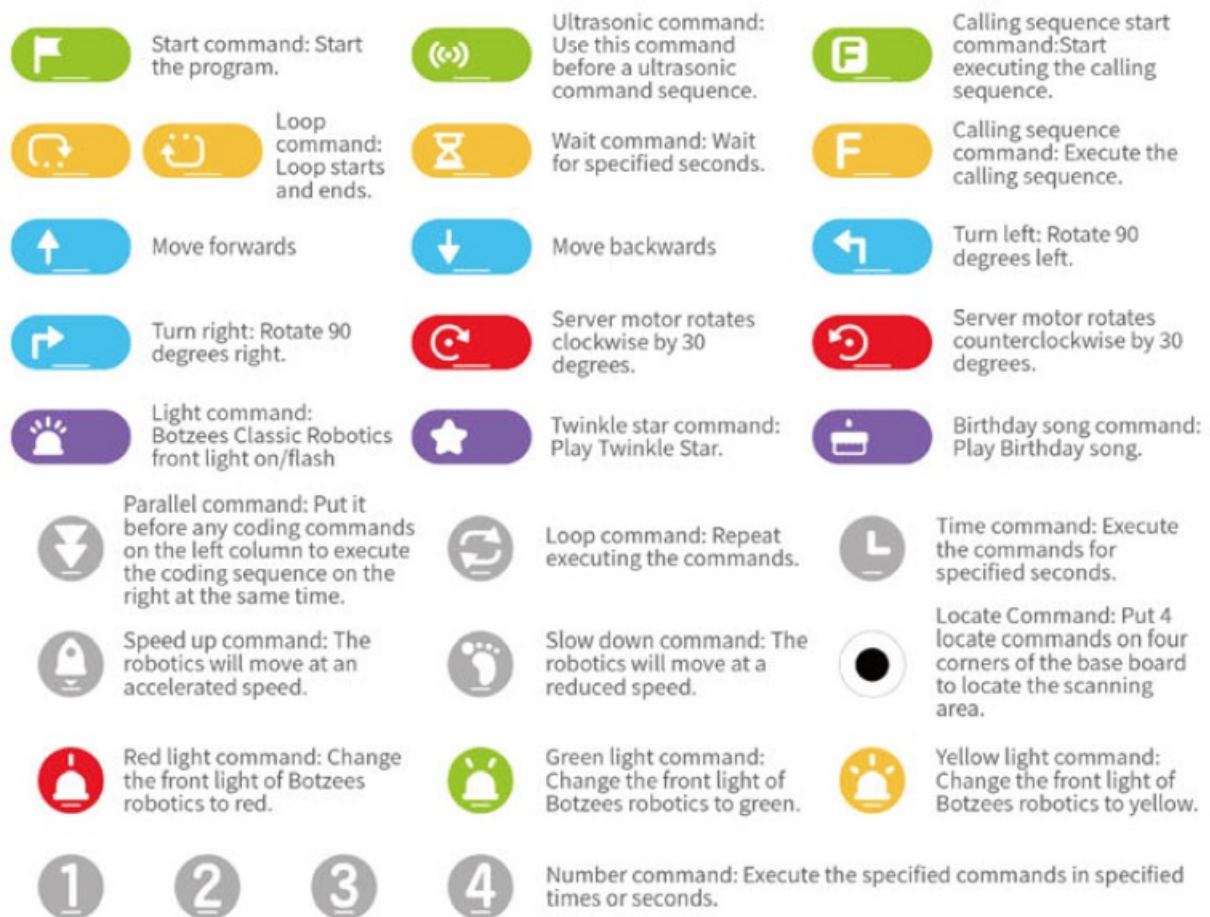 Start command: Start
the program.
Ultrasonic command:
Use this command
before a ultrasonic
command sequence.
F
Calling sequence start
command:Start
executing the calling
sequence.
Loop
command:
Loop starts
and ends.
Wait command: Wait
for specified seconds.
F
Calling sequence
command: Execute the
calling sequence.
Move forwards
Move backwards
Turn left: Rotate 90
degrees left.
Turn right: Rotate 90
degrees right.
Server motor rotates
clockwise by 30
degrees.
Server motor rotates
counterclockwise by 30
degrees.
Light command:
Botzees Classic Robotics
front light on/flash
Twinkle star command:
Play Twinkle Star.
Birthday song command:
Play Birthday song.
Parallel command: Put it
before any coding commands
on the left column to execute
the coding sequence on the
right at the same time.
Loop command: Repeat
executing the commands.
Time command: Execute
the commands for
specified seconds.
Speed up command: The
robotics will move at an
accelerated speed.
Slow down command: The
robotics will move at a
reduced speed.
Locate Command: Put 4
locate commands on four
corners of the base board
to locate the scanning
area.
Red light command: Change
the front light of Botzees
robotics to red.
Green light command:
Change the front light of
Botzees robotics to green.
Yellow light command:
Change the front light of
Botzees robotics to yellow.
1 2 3 4
Number command: Execute the specified commands in specified
times or seconds.